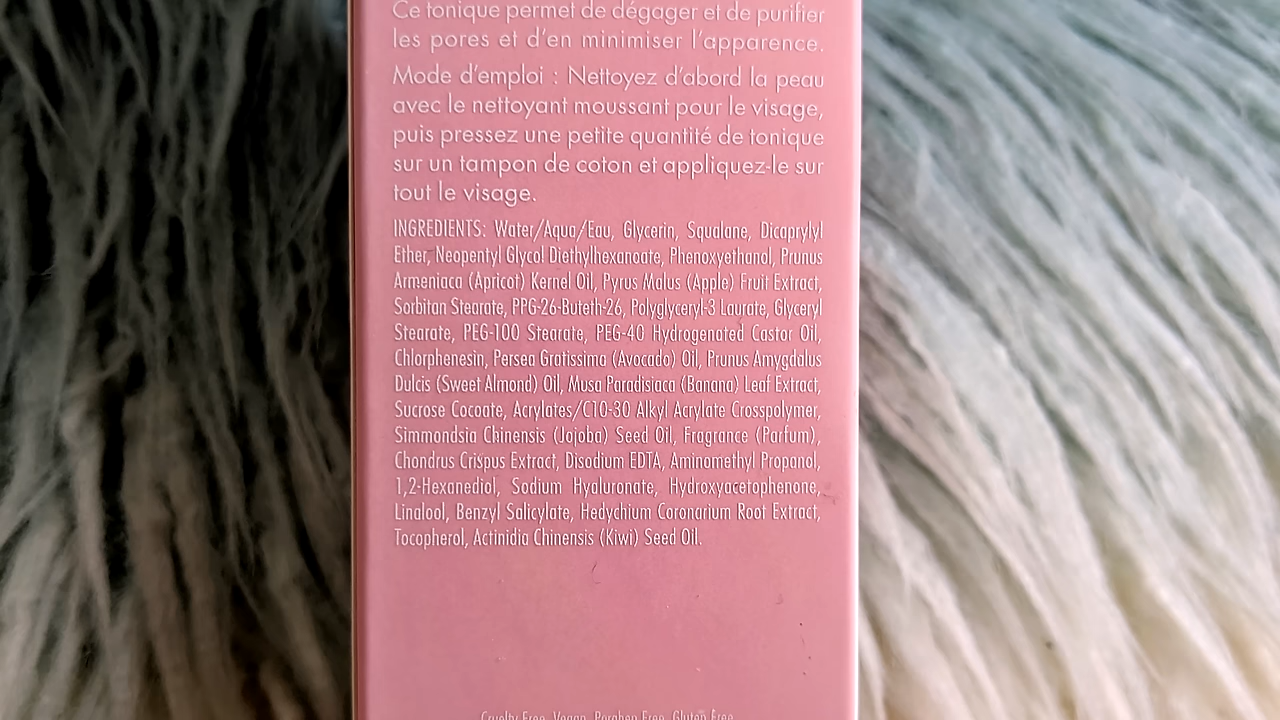 Ce tonique permet de dégager et de purifier
les pores et d'en minimiser l'apparence.
Mode d'emploi : Nettoyez d'abord la peau
avec le nettoyant moussant pour le visage,
puis pressez une petite quantité de tonique
sur un tampon de coton et appliquez-le sur
tout le visage.
INGREDIENTS: Water/Aqua/Eau, Glycerin, Squalane, Dicaprylyl
Ether, Neopentyl Glycol Diethylhexanoate, Phenoxyethanol, Prunus
Armeniaca (Apricot) Kernel Oil, Pyrus Malus (Apple) Fruit Extract,
Sorbitan Stearate, PPG-26-Buteth-26, Polyglyceryl-3 Laurate, Glyceryl
Stearate, PEG-100 Stearate, PEG-40 Hydrogenated Castor Oil,
Chlorphenesin, Persea Gratissima (Avocado) Oil, Prunus Amygdalus
Dulcis (Sweet Almond) Oil, Musa Paradisiaca (Banana) Leaf Extract,
Sucrose Cocoate, Acrylates/C10-30 Alkyl Acrylate Crosspolymer,
Simmondsia Chinensis (Jojoba) Seed Oil, Fragrance (Parfum),
Chondrus Crispus Extract, Disodium EDTA, Aminomethyl Propanol,
1,2-Hexanediol, Sodium Hyaluronate, Hydroxyacetophenone,
Linalool, Benzyl Salicylate, Hedychium Coronarium Root Extract,
Tocopherol, Actinidia Chinensis (Kiwi) Seed Oil.
Cruelty Free, Vegan, Paraben Free, Gluten Free